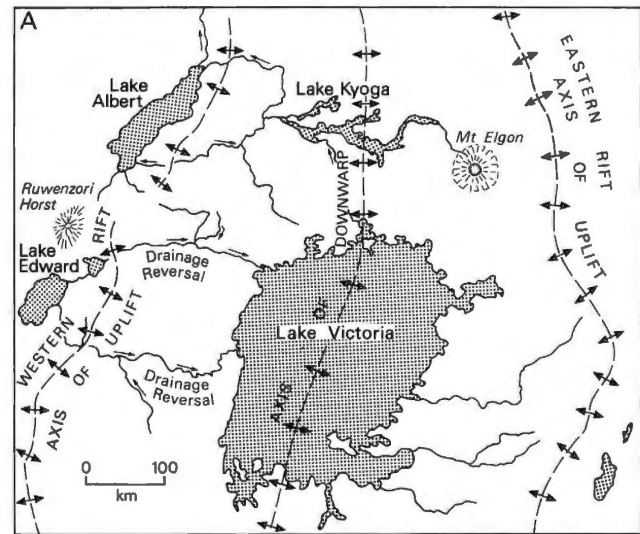 A
Lake
Albert
Lake Kyoga
EASTERN RIFT
AXIS OF UPLIFT
Mt Elgon
Ruwenzori
Horst
DOWNWARP
Lake
Edward
Drainage
Reversal
Lake Victoria
WESTERN RIFT
AXIS OF UPLIFT
AXIS OF
Drainage
Reversal
0 100
km